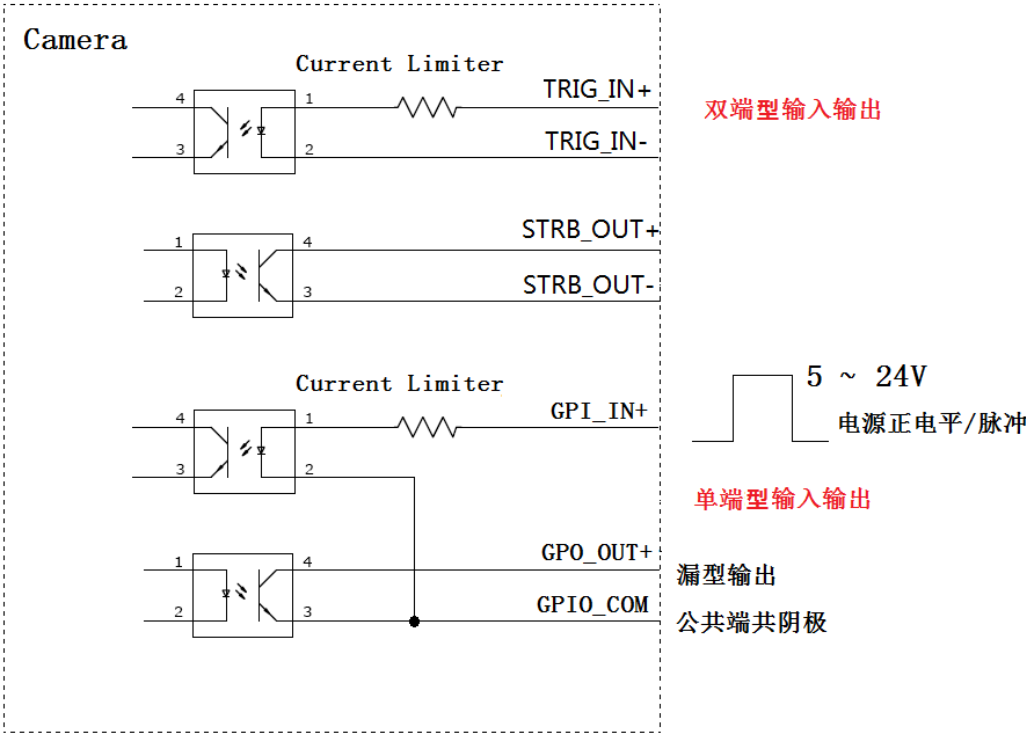 Camera
Current Limiter
TRIG_IN+
4
1
双端型输入输出
TRIG_IN-
3
2
STRB_OUT+
1
4
STRB_OUT-
2
3
Current Limiter
5 ~ 24V
GPI_IN+
4
1
电源正电平/脉冲
3
2
单端型输入输出
GPO_OUT+
1
4
漏型输出
GPIO_COM
2
3
公共端共阴极